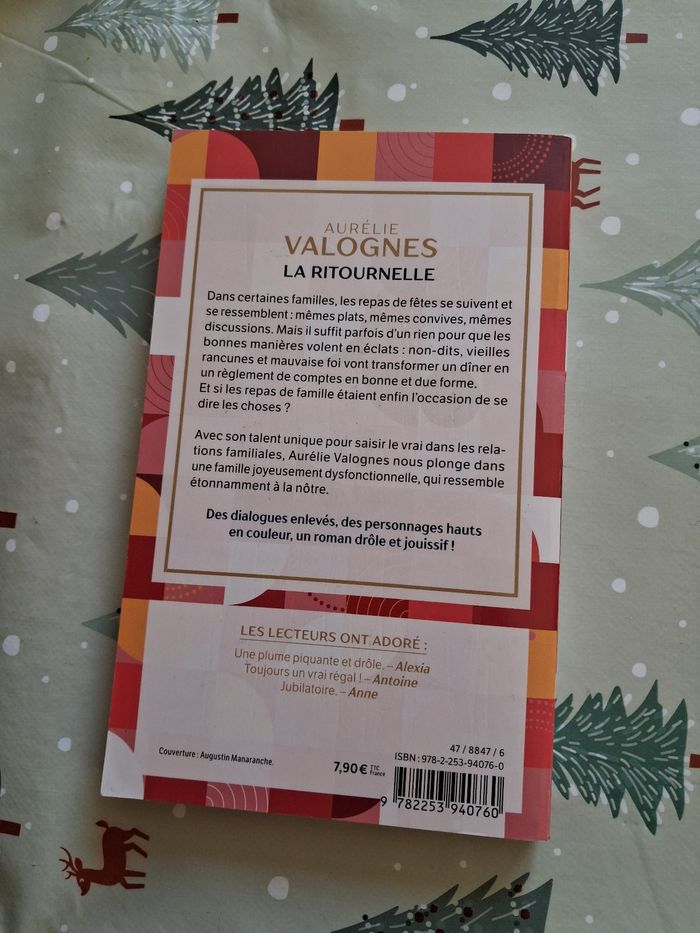 AURÉLIE
VALOGNES
LA RITOURNELLE
Dans certaines familles, les repas de fêtes se suivent et
se ressemblent : mêmes plats, mêmes convives, mêmes
discussions. Mais il suffit parfois d'un rien pour que les
bonnes manières volent en éclats : non-dits, vieilles
rancunes et mauvaise foi vont transformer un dîner en
un règlement de comptes en bonne et due forme.
Et si les repas de famille étaient enfin l'occasion de se
dire les choses ?
Avec son talent unique pour saisir le vrai dans les rela-
tions familiales, Aurélie Valognes nous plonge dans
une famille joyeusement dysfonctionnelle, qui ressemble
étonnamment à la nôtre.
Des dialogues enlevés, des personnages hauts
en couleur, un roman drôle et jouissif !
LES LECTEURS ONT ADORÉ :
Une plume piquante et drôle. – Alexia
Toujours un vrai régal ! – Antoine
Jubilatoire. – Anne
Couverture : Augustin Manaranche.
7,90 € TTC France
47 / 8847 / 6
ISBN : 978-2-253-94076-0
9 782253 940760